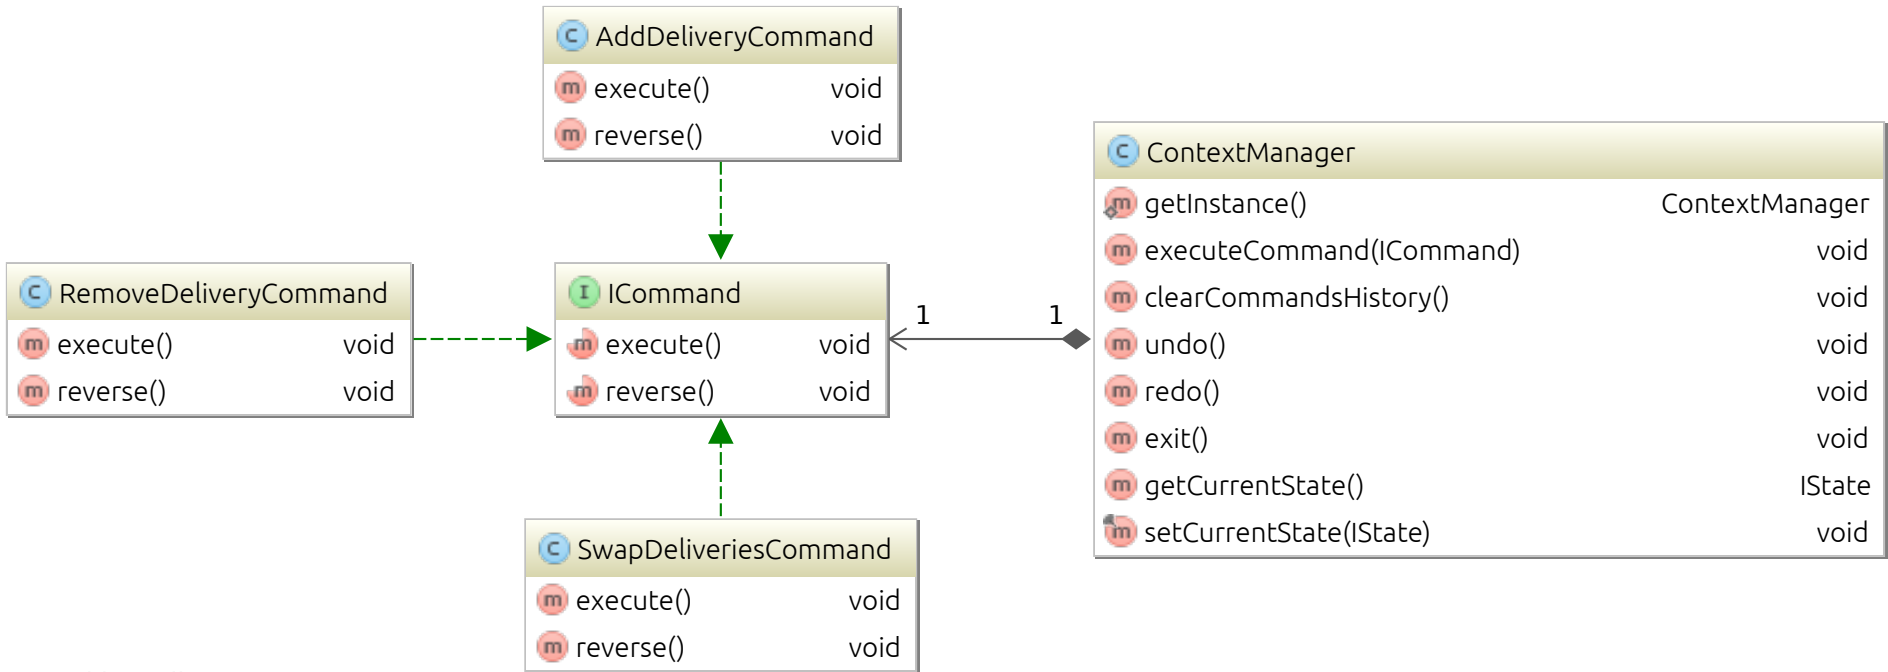 C AddDeliveryCommand
m execute() void
m reverse() void
C RemoveDeliveryCommand
m execute() void
m reverse() void
I ICommand
m execute() void
m reverse() void
1 1
C SwapDeliveriesCommand
m execute() void
m reverse() void
C ContextManager
m getInstance() ContextManager
m executeCommand(ICommand) void
m clearCommandsHistory() void
m undo() void
m redo() void
m exit() void
m getCurrentState() IState
m setCurrentState(IState) void